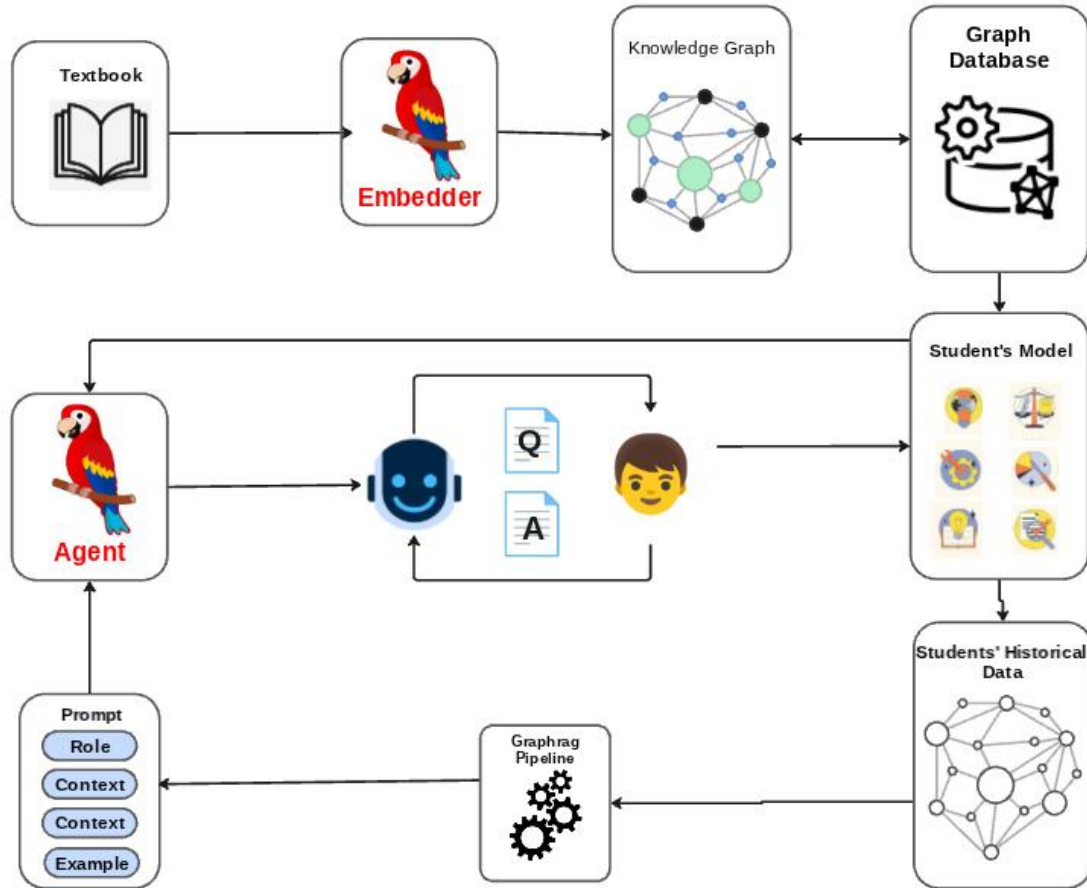 Textbook
Embedder
Knowledge Graph
Graph
Database
Student's Model
Agent
Q
A
Students' Historical
Data
Prompt
Role
Context
Context
Example
Graphrag
Pipeline